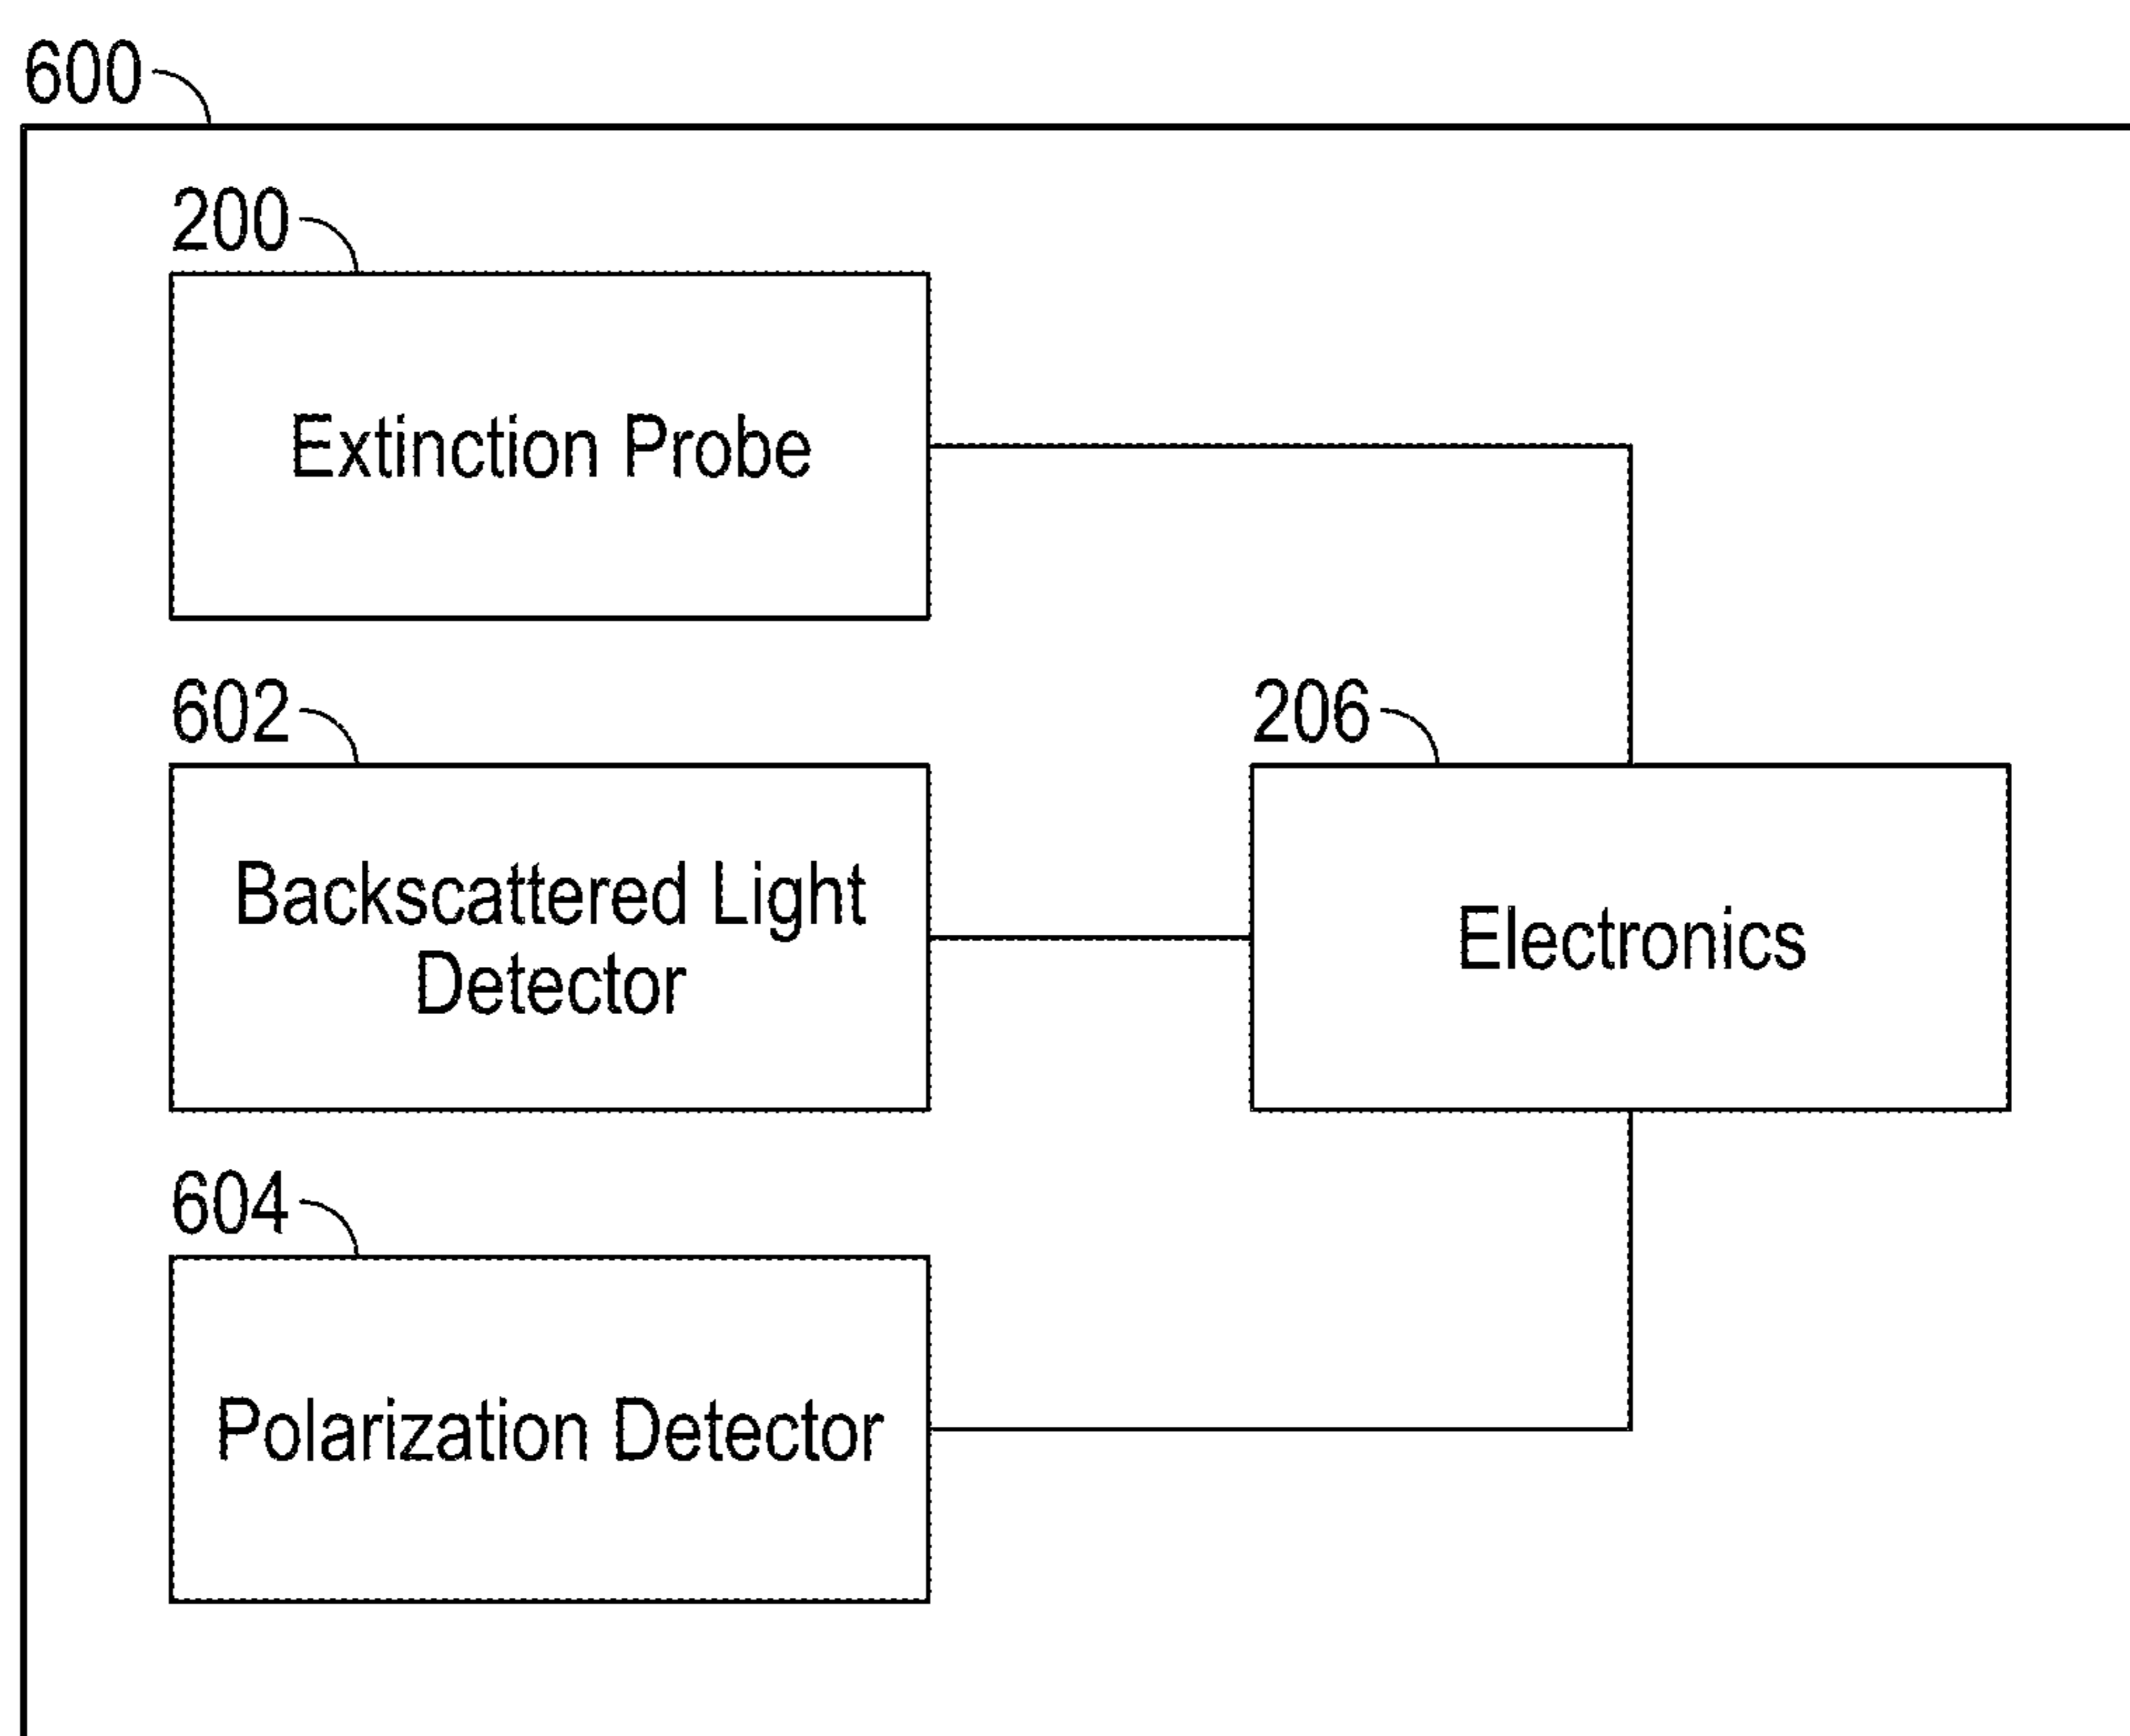 600
200
Extinction Probe
602
Backscattered Light
Detector
206
Electronics
604
Polarization Detector